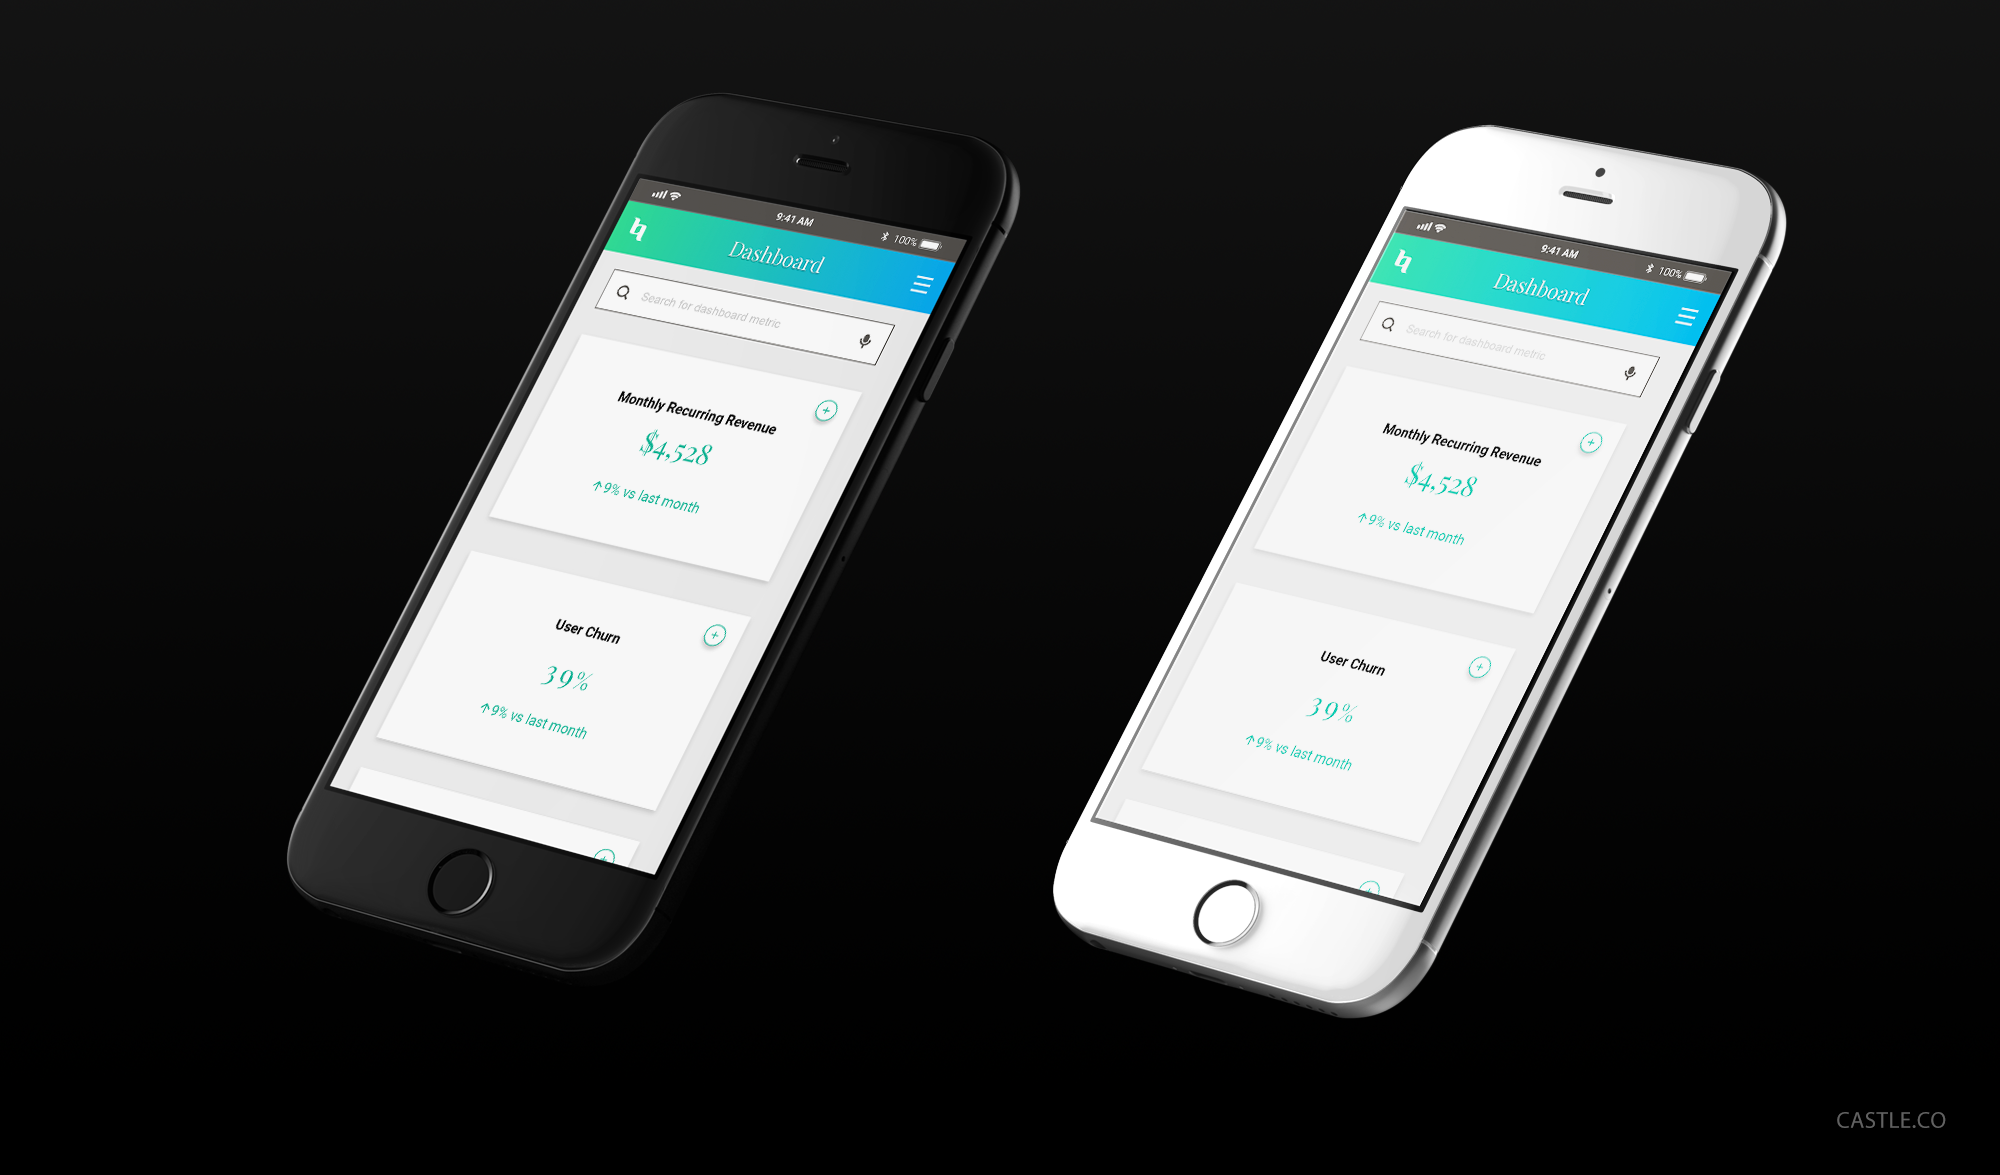 9:41 AM
100%
Dashboard
Search for dashboard metric
Monthly Recurring Revenue
$4,528
↑9% vs last month
User Churn
39%
↑9% vs last month
9:41 AM
100%
Dashboard
Search for dashboard metric
Monthly Recurring Revenue
$4,528
↑9% vs last month
User Churn
39%
↑9% vs last month
CASTLE.CO